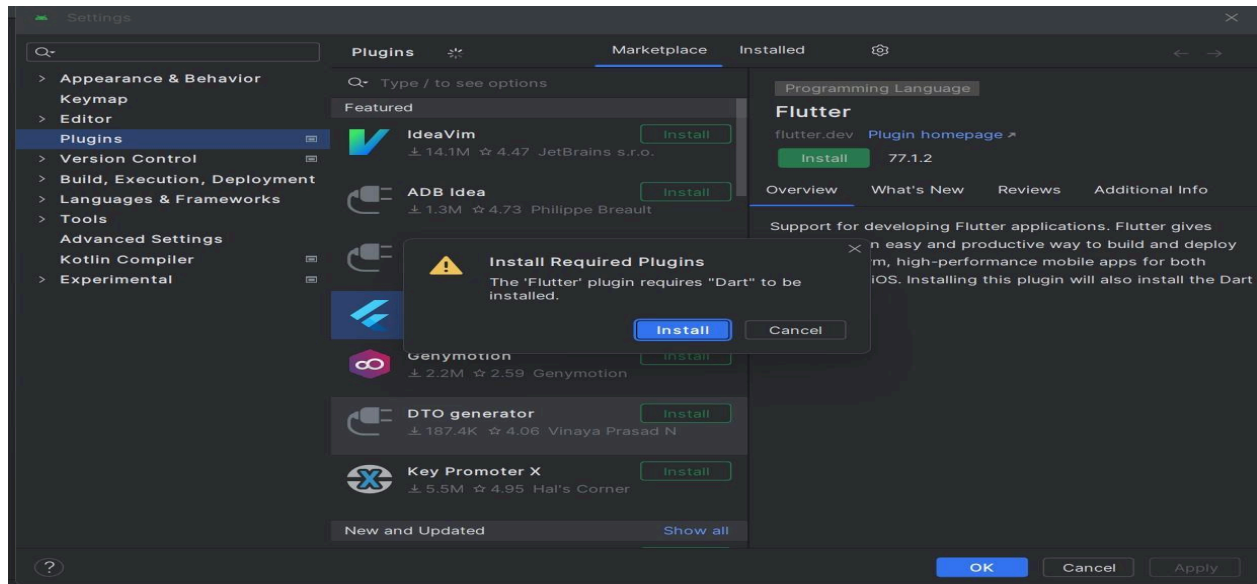 Settings
Appearance & Behavior
Keymap
Editor
Plugins
Version Control
Build, Execution, Deployment
Languages & Frameworks
Tools
Advanced Settings
Kotlin Compiler
Experimental
Plugins
Marketplace
Installed
Type / to see options
Featured
IdeaVim
Install
14.1M 4.47 JetBrains s.r.o.
ADB Idea
Install
1.3M 4.73 Philippe Breault
Genymotion
Install
2.2M 2.59 Genymotion
DTO generator
Install
187.4K 4.06 Vinaya Prasad N
Key Promoter X
Install
5.5M 4.95 Hal's Corner
New and Updated
Show all
Install Required Plugins
The 'Flutter' plugin requires "Dart" to be
installed.
Install
Cancel
Programming Language
Flutter
flutter.dev Plugin homepage
Install
77.1.2
Overview
What's New
Reviews
Additional Info
Support for developing Flutter applications. Flutter gives
easy and productive way to build and deploy
high-performance mobile apps for both
iOS. Installing this plugin will also install the Dart
?
OK
Cancel
Apply